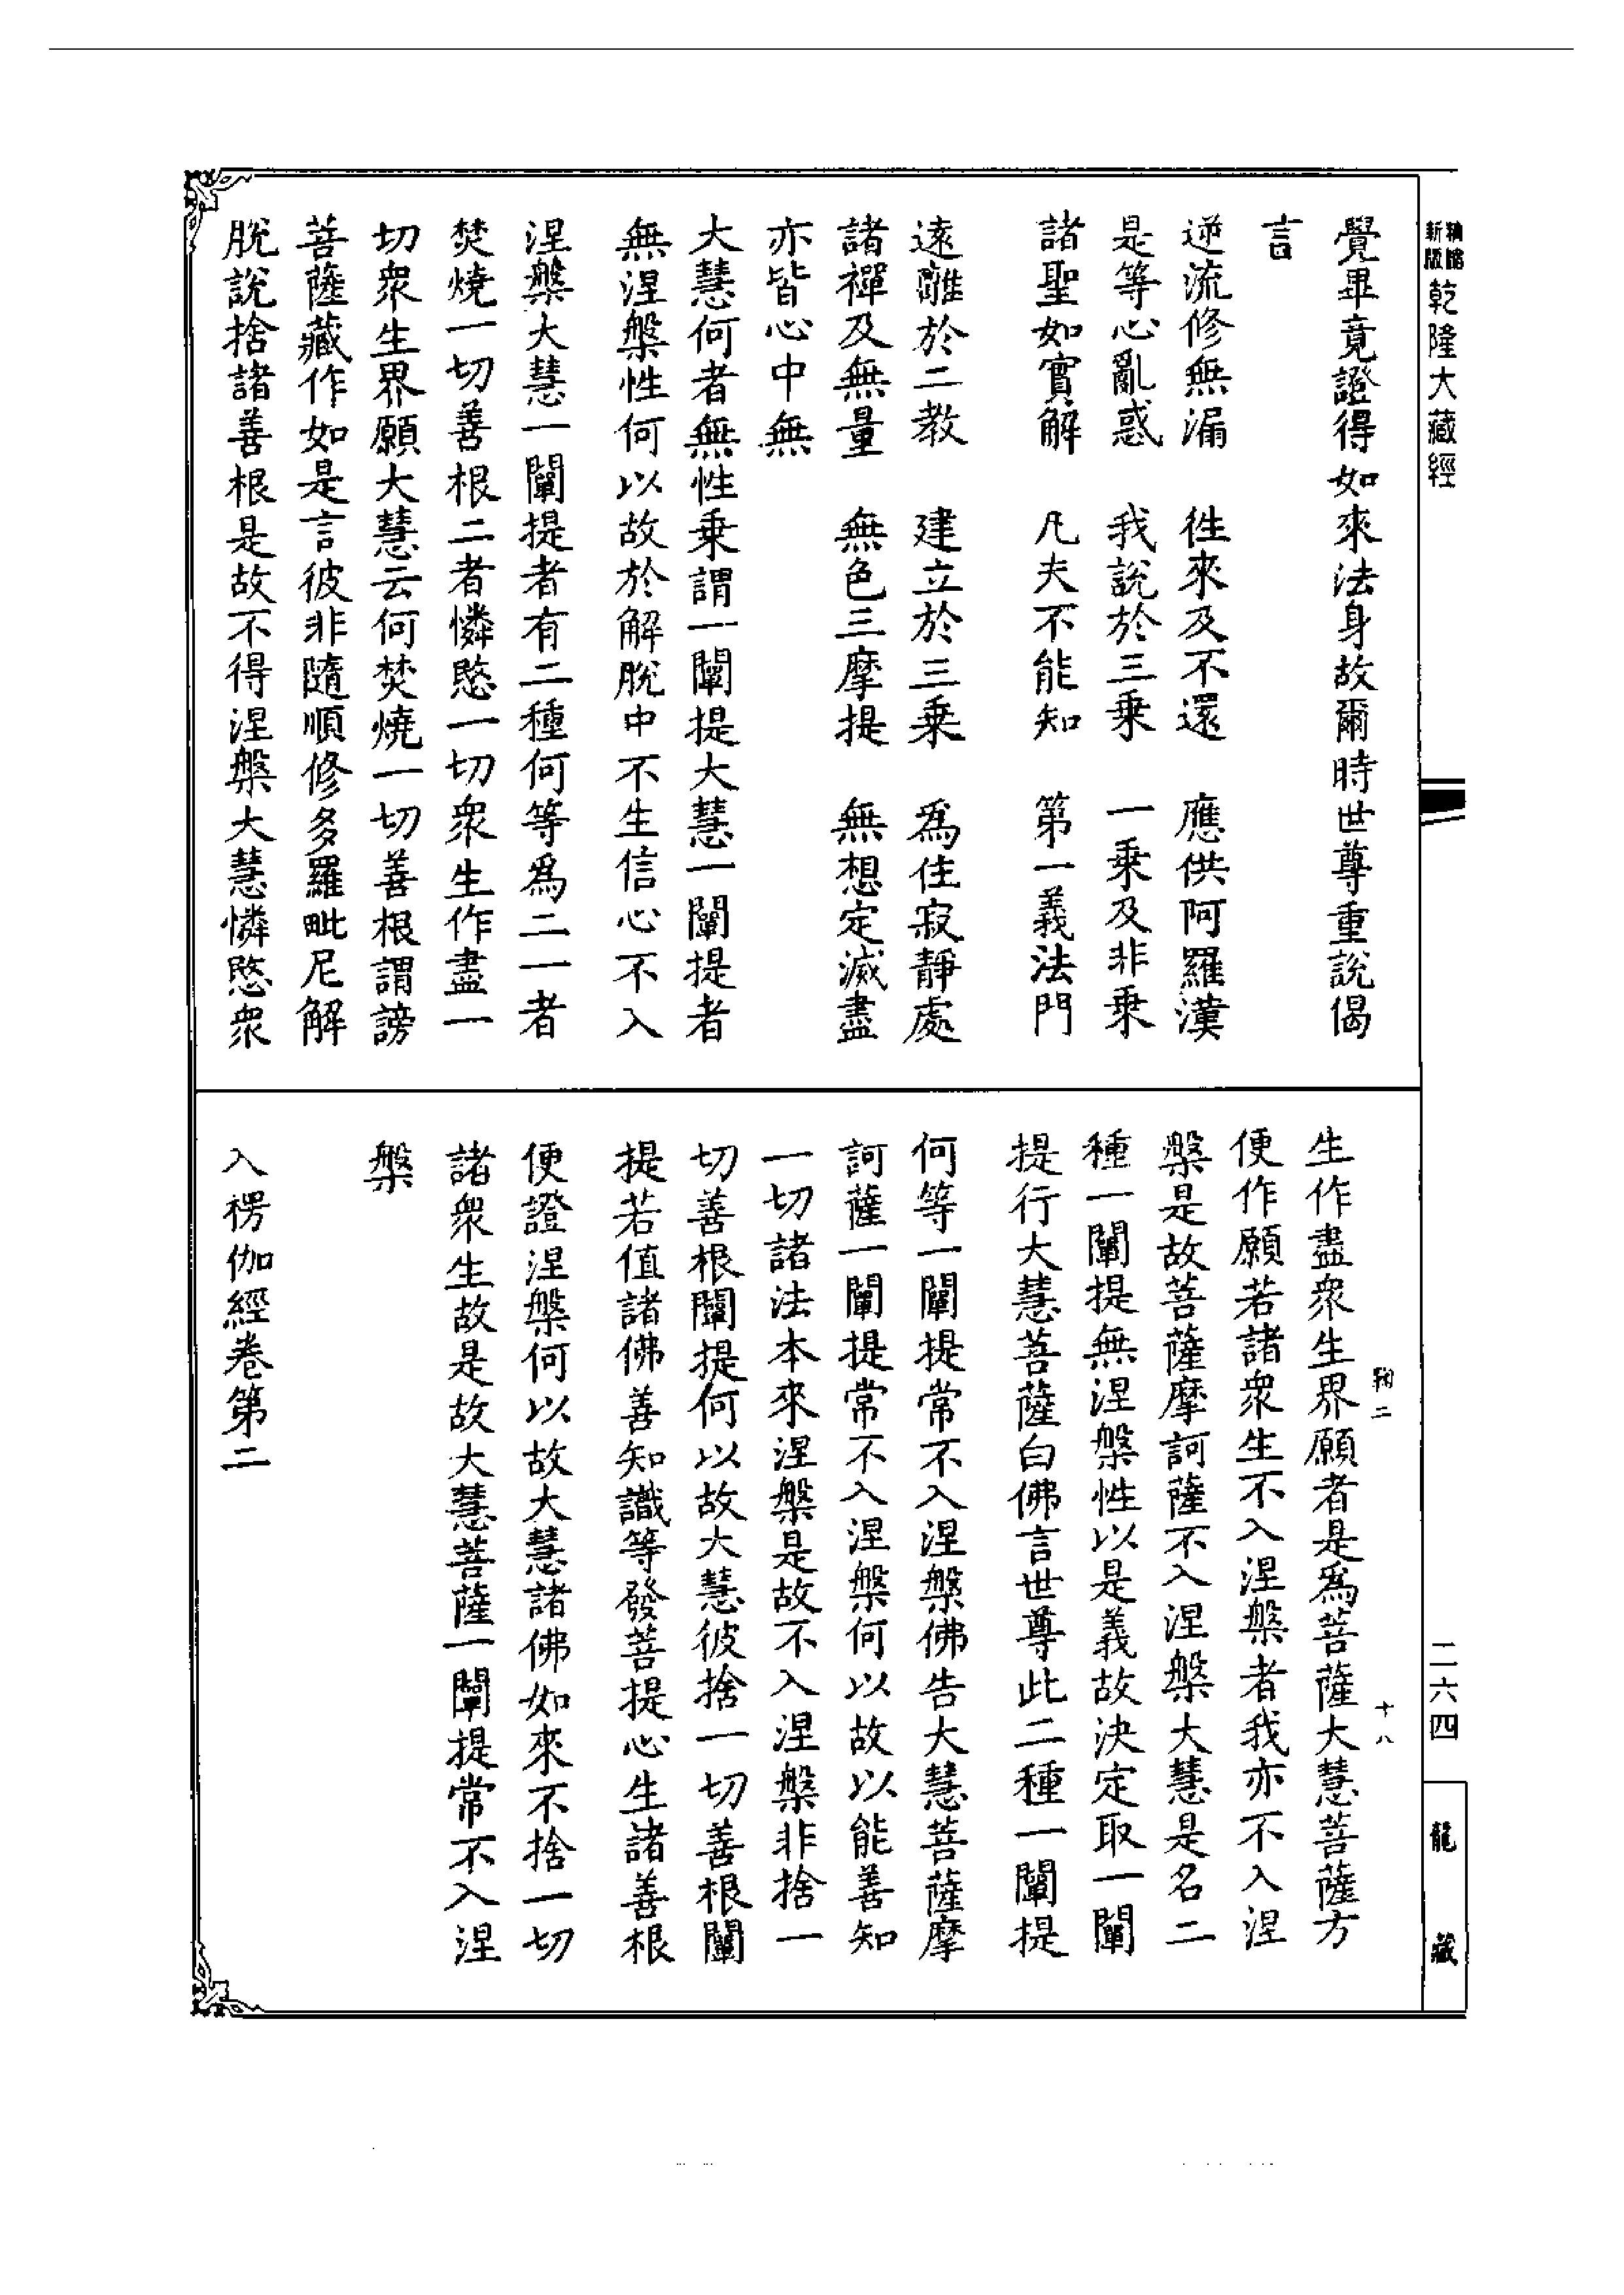 新版
乾隆大藏經
覺畢竟證得如來法身故爾時世尊重說偈
言
逆流修無漏　徃來及不還　應供阿羅漢
是等心亂惑　我說於三乗　一乗及非乗
諸聖如實解　凡夫不能知　第一義法門
遠離於二教　建立於三乗　為住寂靜處
諸禪及無量　無色三摩提　無想定滅盡
亦皆心中無
大慧何者無性乗謂一闡提大慧一闡提者
無涅槃性何以故於解脫中不生信心不入
涅槃大慧一闡提者有二種何等爲二一者
焚燒一切善根二者憐愍一切衆生作盡一
切衆生界願大慧云何焚燒一切善根謂謗
菩薩藏作如是言彼非隨順修多羅毗尼解
脫說捨諸善根是故不得涅槃大慧憐愍衆
生作盡衆生界願者是爲菩薩大慧菩薩方
便作願若諸衆生不入涅槃者我亦不入涅
槃是故菩薩摩訶薩不入涅槃大慧是名二
種一闡提無涅槃性以是義故決定取一闡
提行大慧菩薩白佛言世尊此二種一闡提
何等一闡提常不入涅槃佛告大慧菩薩摩
訶薩一闡提常不入涅槃何以故以能善知
一切諸法本來涅槃是故不入涅槃非捨一
切善根闡提何以故大慧彼捨一切善根闡
提若值諸佛善知識等發菩提心生諸善根
便證涅槃何以故大慧諸佛如來不捨一切
諸衆生故是故大慧菩薩一闡提常不入涅
槃
入楞伽經卷第二
二
十八
二六四
龍藏